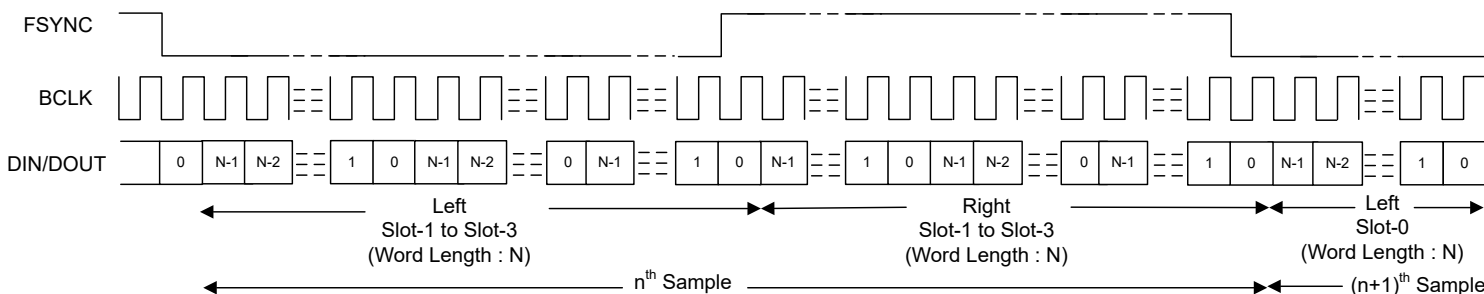 FSYNC
BCLK
DIN/DOUT
0 N-1 N-2 1 0 N-1 N-2 0 N-1 1 0 N-1 1 0 N-1 N-2 0 N-1 1 0 N-1 N-2 1 0
Left
Slot-1 to Slot-3
(Word Length : N)
Right
Slot-1 to Slot-3
(Word Length : N)
Left
Slot-0
(Word Length : N)
nth Sample
(n+1)th Sample